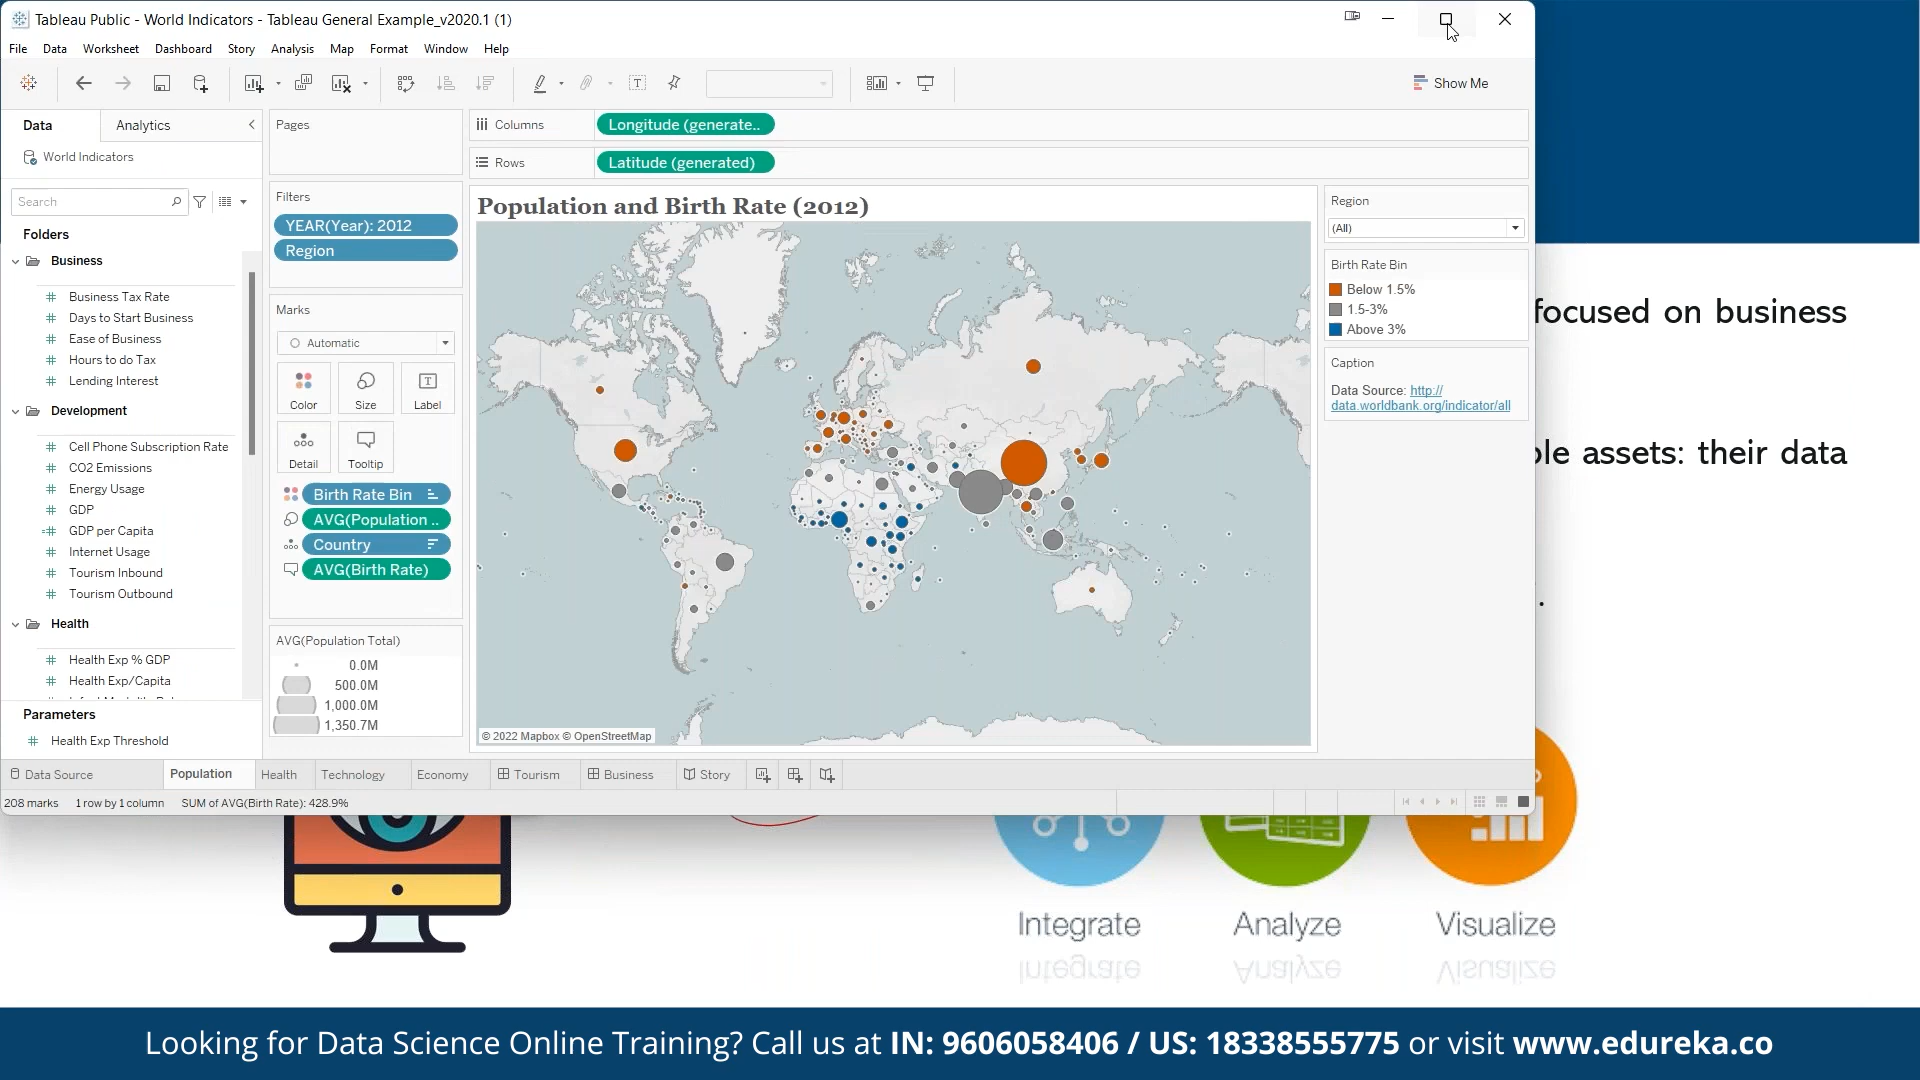 Tableau Public - World Indicators - Tableau General Example_v2020.1 (1)
File Data Worksheet Dashboard Story Analysis Map Format Window Help
Show Me
Data Analytics
World Indicators
Search
Folders
Business
Business Tax Rate
Days to Start Business
Ease of Business
Hours to do Tax
Lending Interest
Development
Cell Phone Subscription Rate
CO2 Emissions
Energy Usage
GDP
GDP per Capita
Internet Usage
Tourism Inbound
Tourism Outbound
Health
Health Exp % GDP
Health Exp/Capita
Parameters
Health Exp Threshold
Pages
Filters
YEAR(Year): 2012
Region
Marks
Automatic
Color Size Label
Detail Tooltip
Birth Rate Bin
AVG(Population ..
Country
AVG(Birth Rate)
AVG(Population Total)
0.0M
500.0M
1,000.0M
1,350.7M
Columns Longitude (generate..
Rows Latitude (generated)
Population and Birth Rate (2012)
© 2022 Mapbox © OpenStreetMap
Region
(All)
Birth Rate Bin
Below 1.5%
1.5-3%
Above 3%
Caption
Data Source: http://
data.worldbank.org/indicator/all
Data Source Population Health Technology Economy Tourism Business Story
208 marks 1 row by 1 column SUM of AVG(Birth Rate): 428.9%
focused on business
assets: their data
.
Integrate Analyze Visualize
Looking for Data Science Online Training? Call us at IN: 9606058406 / US: 18338555775 or visit www.edureka.co